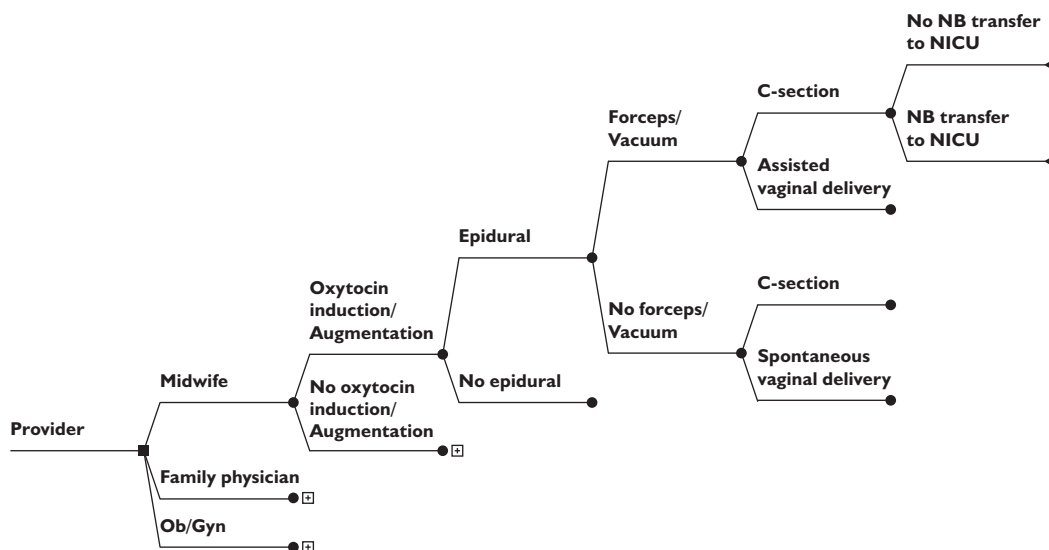 No NB transfer
to NICU
C-section
NB transfer
to NICU
Forceps/
Vacuum
Assisted
vaginal delivery
Epidural
C-section
Oxytocin
induction/
Augmentation
No forceps/
Vacuum
Spontaneous
vaginal delivery
Midwife
No epidural
No oxytocin
induction/
Augmentation
Provider
Family physician
Ob/Gyn